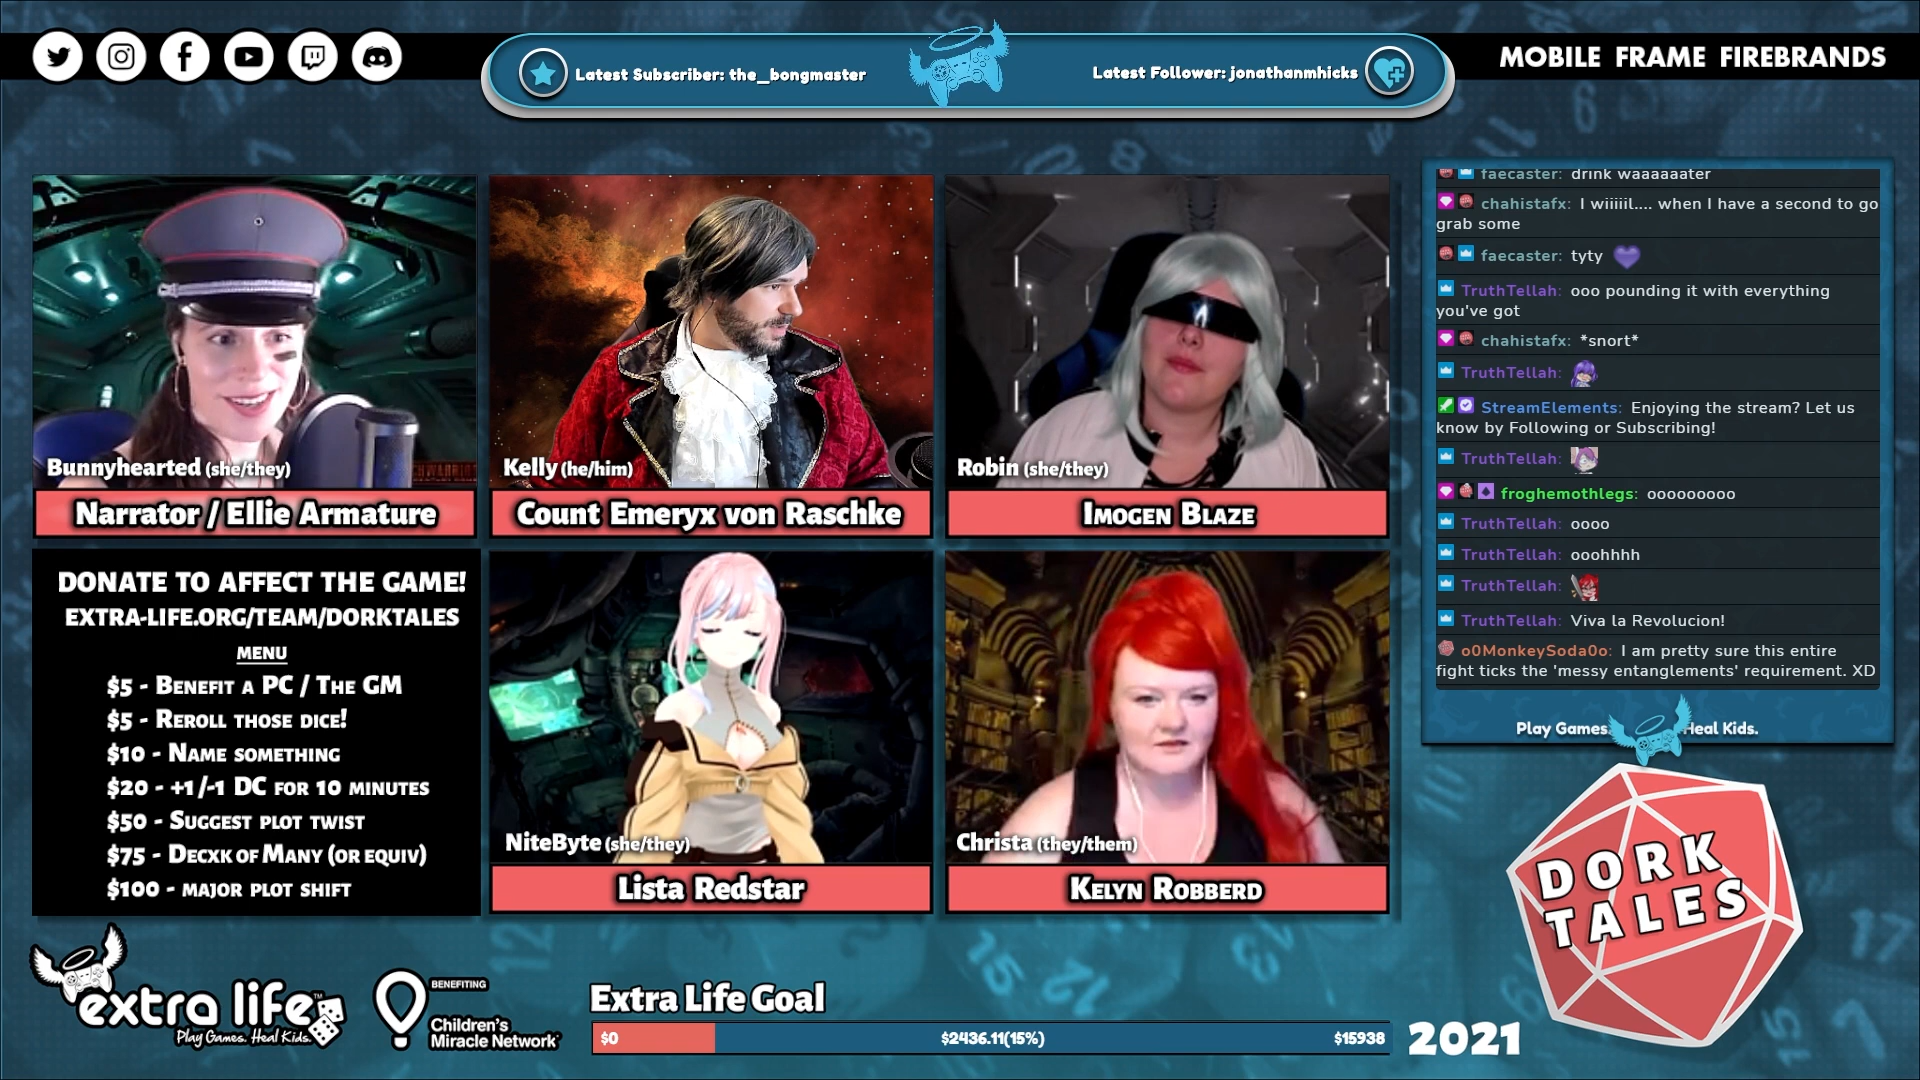 Latest Subscriber: the_bongmaster
Latest Follower: jonathanmhicks
MOBILE FRAME FIREBRANDS
Bunnyhearted (she/they)
Narrator / Ellie Armature
Kelly (he/him)
Count Emeryx von Raschke
Robin (she/they)
Imogen Blaze
DONATE TO AFFECT THE GAME!
EXTRA-LIFE.ORG/TEAM/DORKTALES
MENU
$5 - Benefit a PC / The GM
$5 - Reroll those dice!
$10 - Name something
$20 - +1/-1 DC for 10 minutes
$50 - Suggest plot twist
$75 - Decxk of Many (or equiv)
$100 - major plot shift
NiteByte (she/they)
Lista Redstar
Christa (they/them)
Kelyn Robberd
faecaster: drink waaaaaater
chahistafx: I wiiiiil.... when I have a second to go
grab some
faecaster: tyty
TruthTellah: ooo pounding it with everything
you've got
chahistafx: *snort*
TruthTellah:
StreamElements: Enjoying the stream? Let us
know by Following or Subscribing!
TruthTellah:
froghemothlegs: ooooooooo
TruthTellah: oooo
TruthTellah: ooohhhh
TruthTellah:
TruthTellah: Viva la Revolucion!
o0MonkeySoda0o: I am pretty sure this entire
fight ticks the 'messy entanglements' requirement. XD
Play Games. Heal Kids.
DORK
TALES
extra life
Play Games. Heal Kids.
BENEFITING
Children's
Miracle Network
Extra Life Goal
$0
$2436.11(15%)
$15938
2021